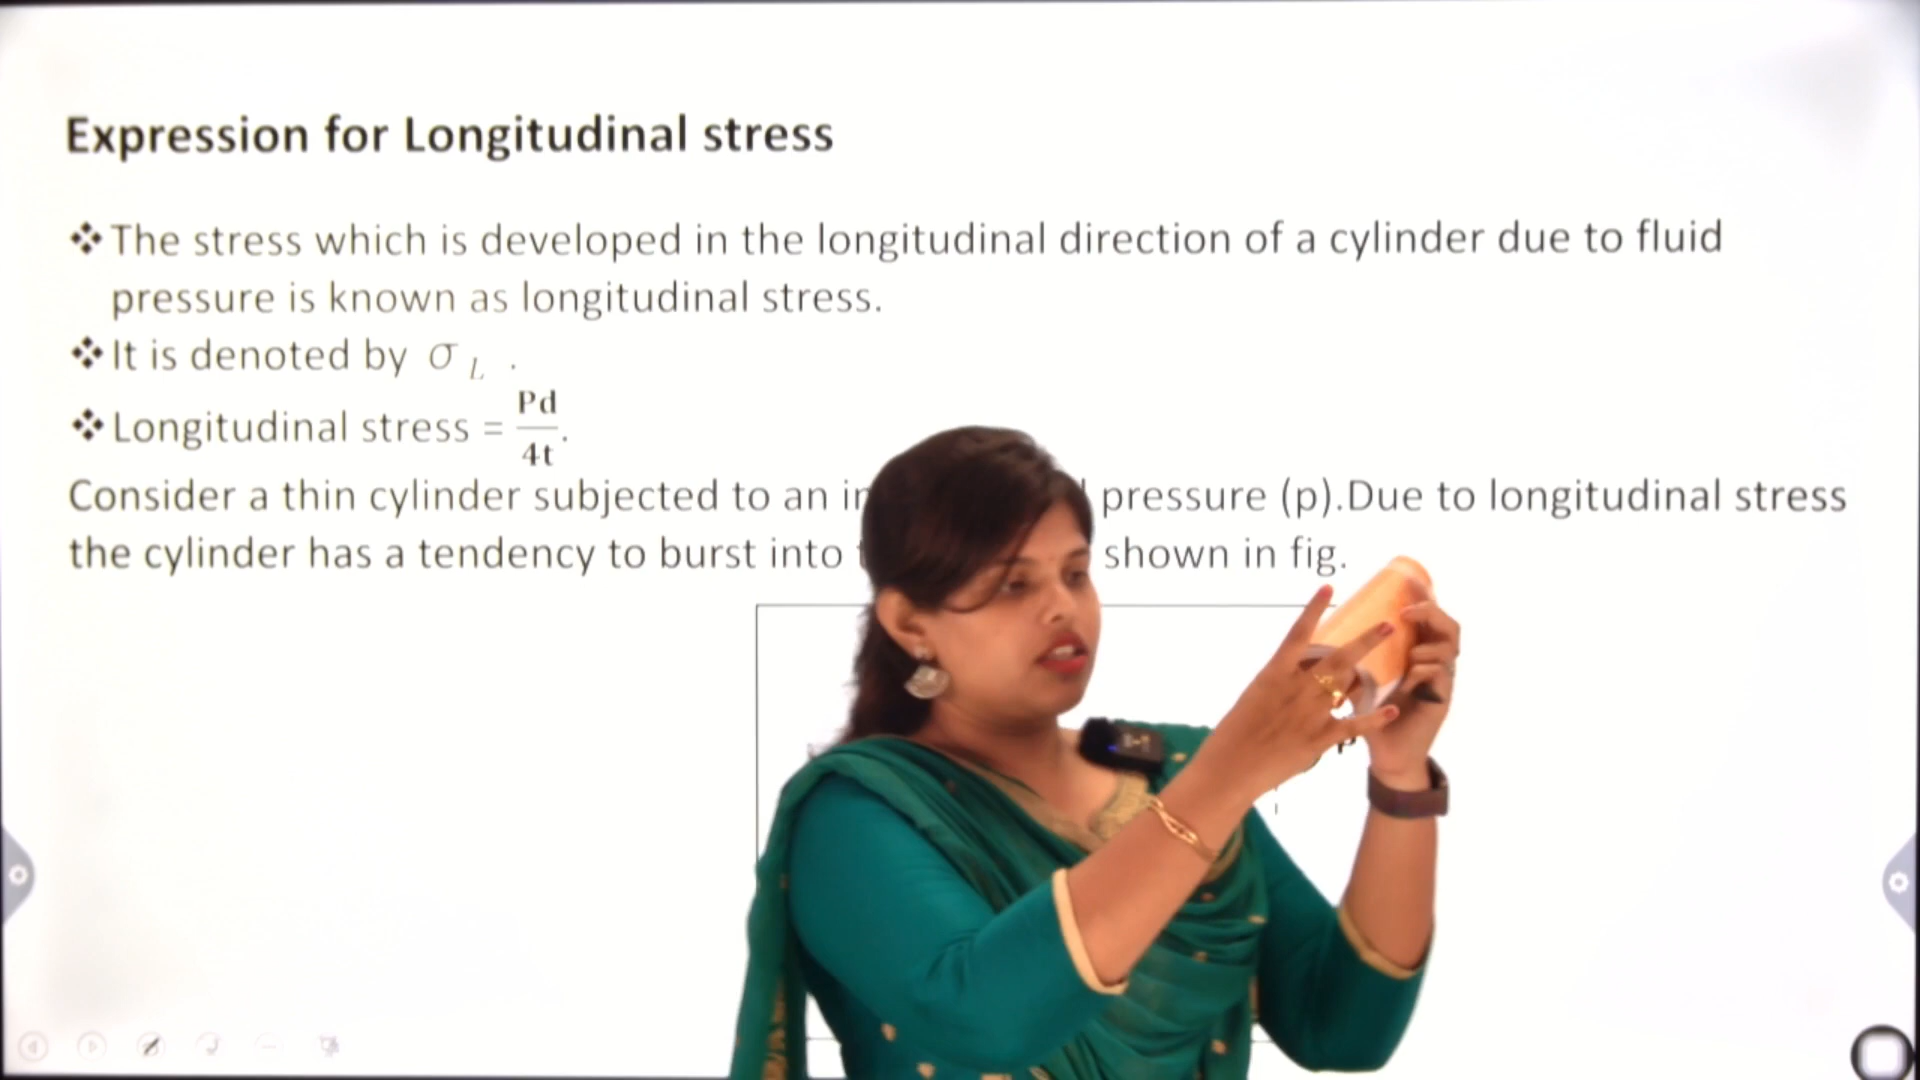 Expression for Longitudinal stress
❖ The stress which is developed in the longitudinal direction of a cylinder due to fluid
pressure is known as longitudinal stress.
❖ It is denoted by σ L .
❖ Longitudinal stress = Pd/4t.
Consider a thin cylinder subjected to an pressure (p).Due to longitudinal stress
the cylinder has a tendency to burst into shown in fig.